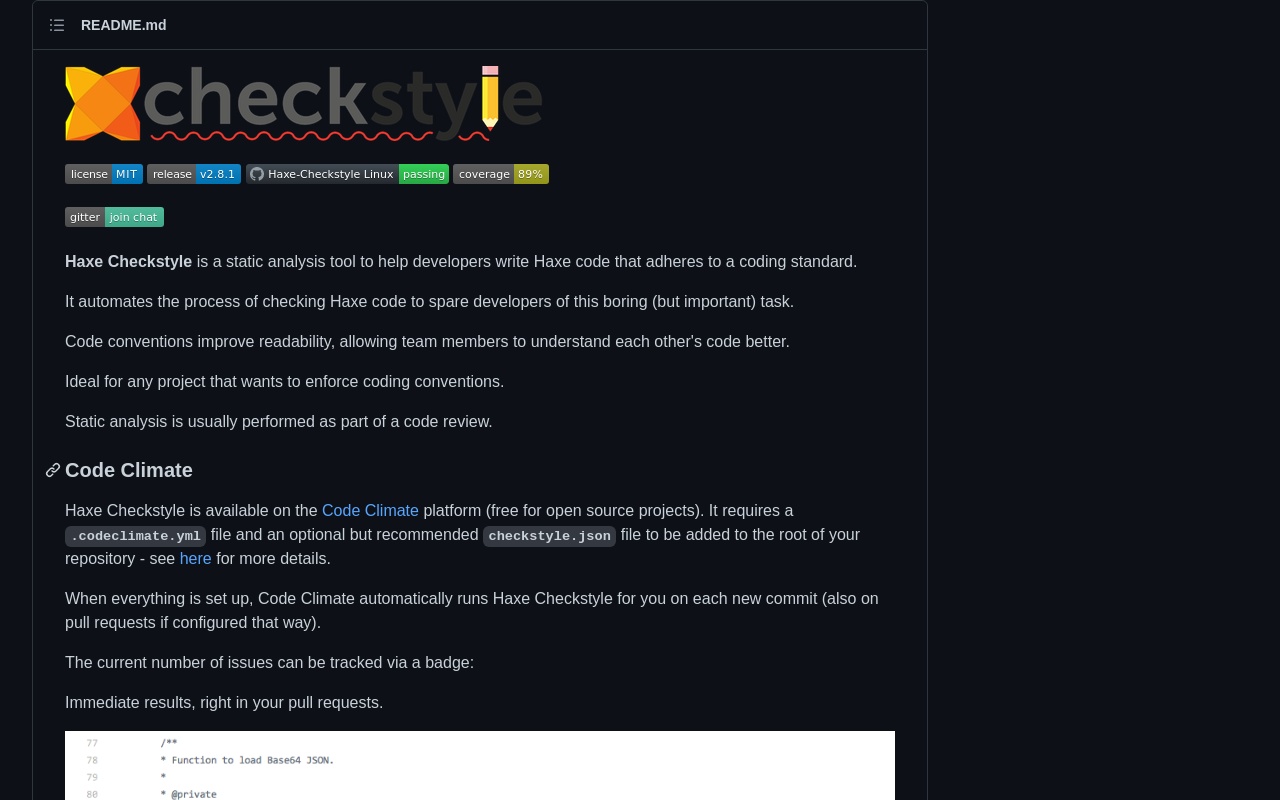 README.md
checkstyle
license MIT release v2.8.1 Haxe-Checkstyle Linux passing coverage 89%
gitter join chat
Haxe Checkstyle is a static analysis tool to help developers write Haxe code that adheres to a coding standard.
It automates the process of checking Haxe code to spare developers of this boring (but important) task.
Code conventions improve readability, allowing team members to understand each other's code better.
Ideal for any project that wants to enforce coding conventions.
Static analysis is usually performed as part of a code review.
Code Climate
Haxe Checkstyle is available on the Code Climate platform (free for open source projects). It requires a
.codeclimate.yml file and an optional but recommended checkstyle.json file to be added to the root of your
repository - see here for more details.
When everything is set up, Code Climate automatically runs Haxe Checkstyle for you on each new commit (also on
pull requests if configured that way).
The current number of issues can be tracked via a badge:
Immediate results, right in your pull requests.
77 /**
78 * Function to load Base64 JSON.
79 *
80 * @private